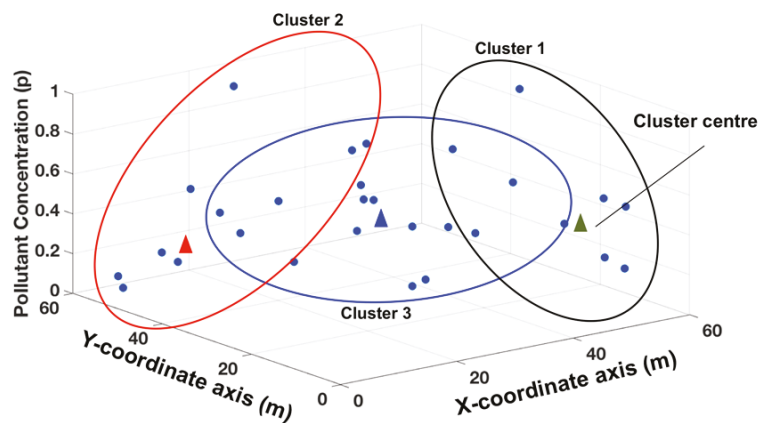 Cluster 2
Cluster 1
Cluster centre
Pollutant Concentration (p)
1
0.8
0.6
0.4
0.2
0
Cluster 3
60
40
20
0
Y-coordinate axis (m)
0
20
40
60
X-coordinate axis (m)